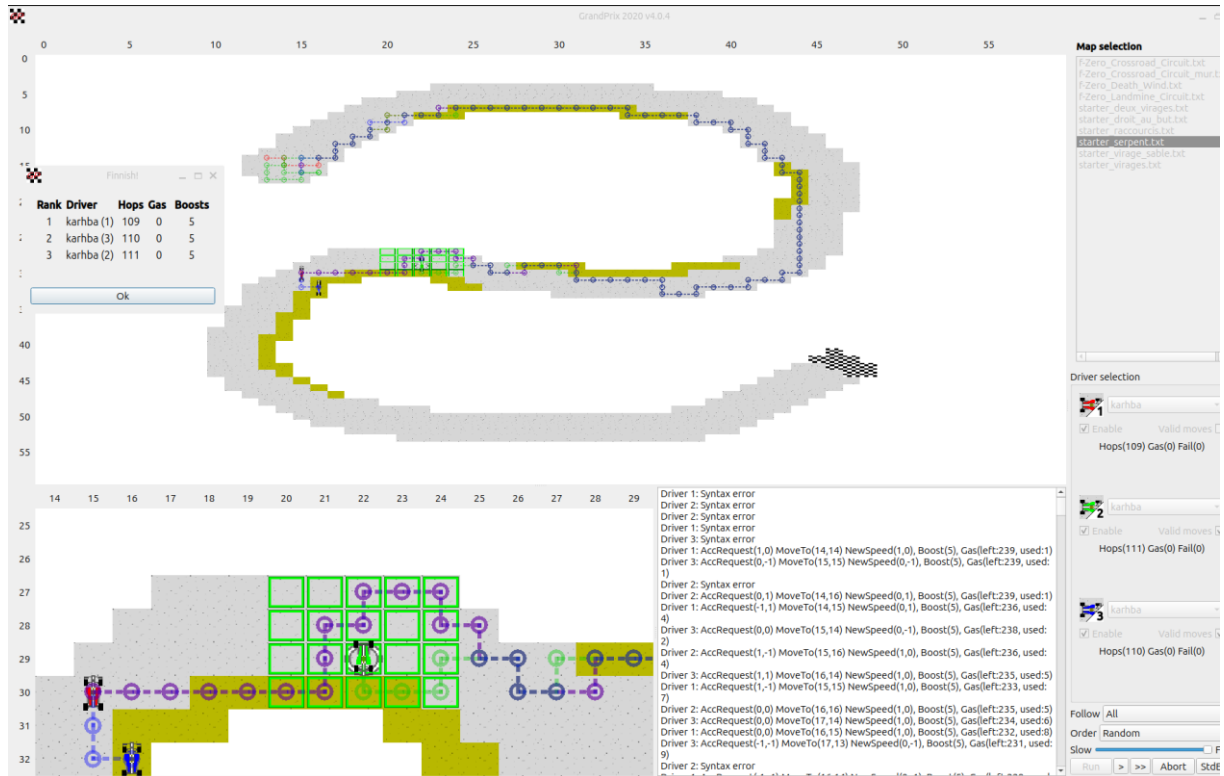 GrandPrix 2020 v4.0.4
0 5 10 15 20 25 30 35 40 45 50 55
Map selection
0
f-Zero_Crossroad_Circuit.txt
f-Zero_Crossroad_Circuit_mur.t
f-Zero_Death_Wind.txt
f-Zero_Landmine_Circuit.txt
starter_deux_virages.txt
starter_droit_au_but.txt
starter_raccourcis.txt
starter_serpent.txt
starter_virage_sable.txt
starter_virages.txt
5
10
Finnish!
Rank Driver Hops Gas Boosts
1 karhba (1) 109 0 5
2 karhba (3) 110 0 5
3 karhba (2) 111 0 5
Ok
40
45
50
55
Driver selection
1 karhba
Enable Valid moves
Hops(109) Gas(0) Fail(0)
2 karhba
Enable Valid moves
Hops(111) Gas(0) Fail(0)
3 karhba
Enable Valid moves
Hops(110) Gas(0) Fail(0)
Follow All
Order Random
Slow F
Run > >> Abort StdE
14 15 16 17 18 19 20 21 22 23 24 25 26 27 28 29
23
25
26
27
28
29
30
31
32
Driver 1: Syntax error
Driver 2: Syntax error
Driver 2: Syntax error
Driver 1: Syntax error
Driver 3: Syntax error
Driver 1: AccRequest(1,0) MoveTo(14,14) NewSpeed(1,0), Boost(5), Gas(left:239, used:1)
Driver 3: AccRequest(0,-1) MoveTo(15,15) NewSpeed(0,-1), Boost(5), Gas(left:239, used:
1)
Driver 2: Syntax error
Driver 2: AccRequest(0,1) MoveTo(14,16) NewSpeed(0,1), Boost(5), Gas(left:239, used:1)
Driver 1: AccRequest(-1,1) MoveTo(14,15) NewSpeed(0,1), Boost(5), Gas(left:236, used:
4)
Driver 3: AccRequest(0,0) MoveTo(15,14) NewSpeed(0,-1), Boost(5), Gas(left:238, used:
2)
Driver 2: AccRequest(1,-1) MoveTo(15,16) NewSpeed(1,0), Boost(5), Gas(left:236, used:
4)
Driver 3: AccRequest(1,1) MoveTo(16,14) NewSpeed(1,0), Boost(5), Gas(left:235, used:5)
Driver 1: AccRequest(1,-1) MoveTo(15,15) NewSpeed(1,0), Boost(5), Gas(left:233, used:
7)
Driver 2: AccRequest(0,0) MoveTo(16,16) NewSpeed(1,0), Boost(5), Gas(left:235, used:5)
Driver 3: AccRequest(0,0) MoveTo(17,14) NewSpeed(1,0), Boost(5), Gas(left:234, used:6)
Driver 1: AccRequest(0,0) MoveTo(16,15) NewSpeed(1,0), Boost(5), Gas(left:232, used:8)
Driver 3: AccRequest(-1,-1) MoveTo(17,13) NewSpeed(0,-1), Boost(5), Gas(left:231, used:
9)
Driver 2: Syntax error